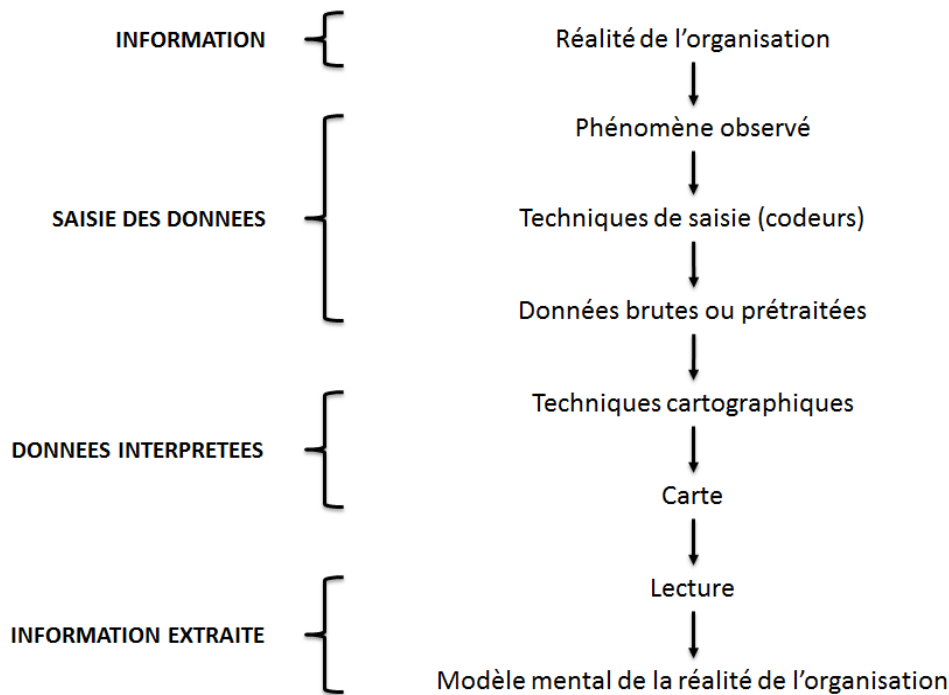 INFORMATION
Réalité de l’organisation
Phénomène observé
SAISIE DES DONNEES
Techniques de saisie (codeurs)
Données brutes ou prétraitées
Techniques cartographiques
DONNEES INTERPRETEES
Carte
Lecture
INFORMATION EXTRAITE
Modèle mental de la réalité de l’organisation